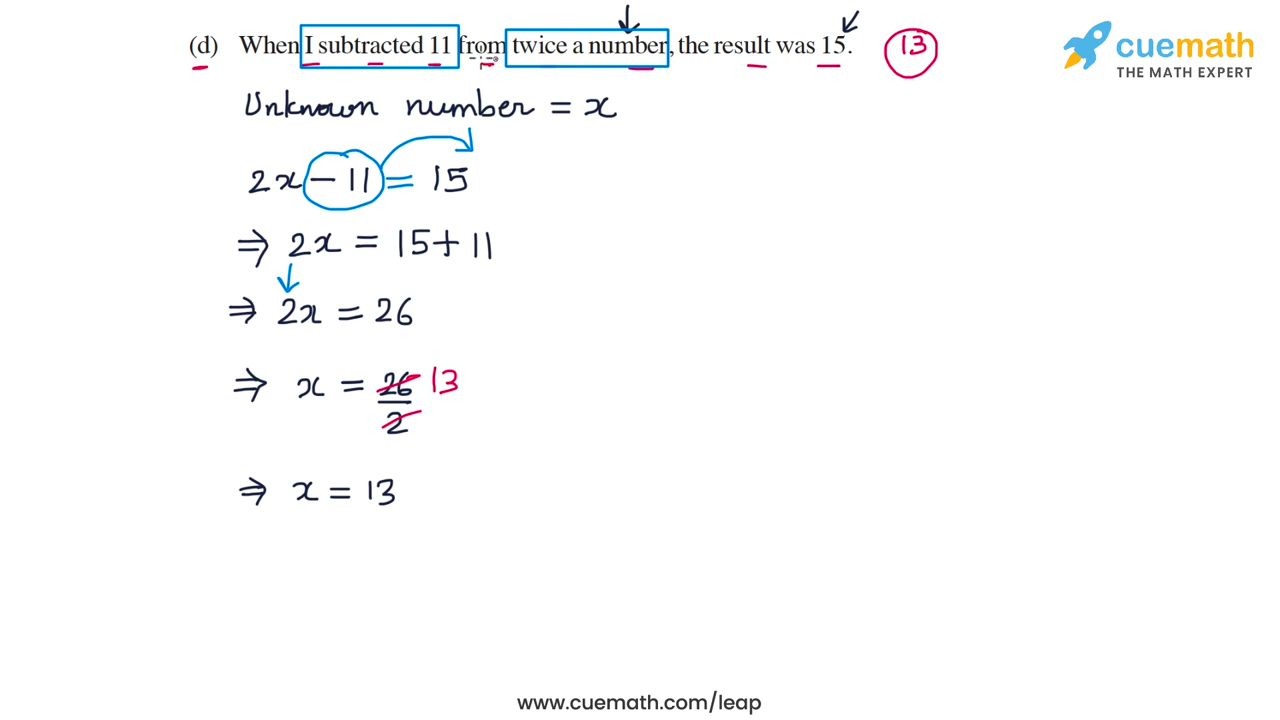 (d) When I subtracted 11 from twice a number, the result was 15. 13
cuemath
THE MATH EXPERT
Unknown number = x
2x - 11 = 15
⇒ 2x = 15 + 11
⇒ 2x = 26
⇒ x = 26/2 13
⇒ x = 13
www.cuemath.com/leap